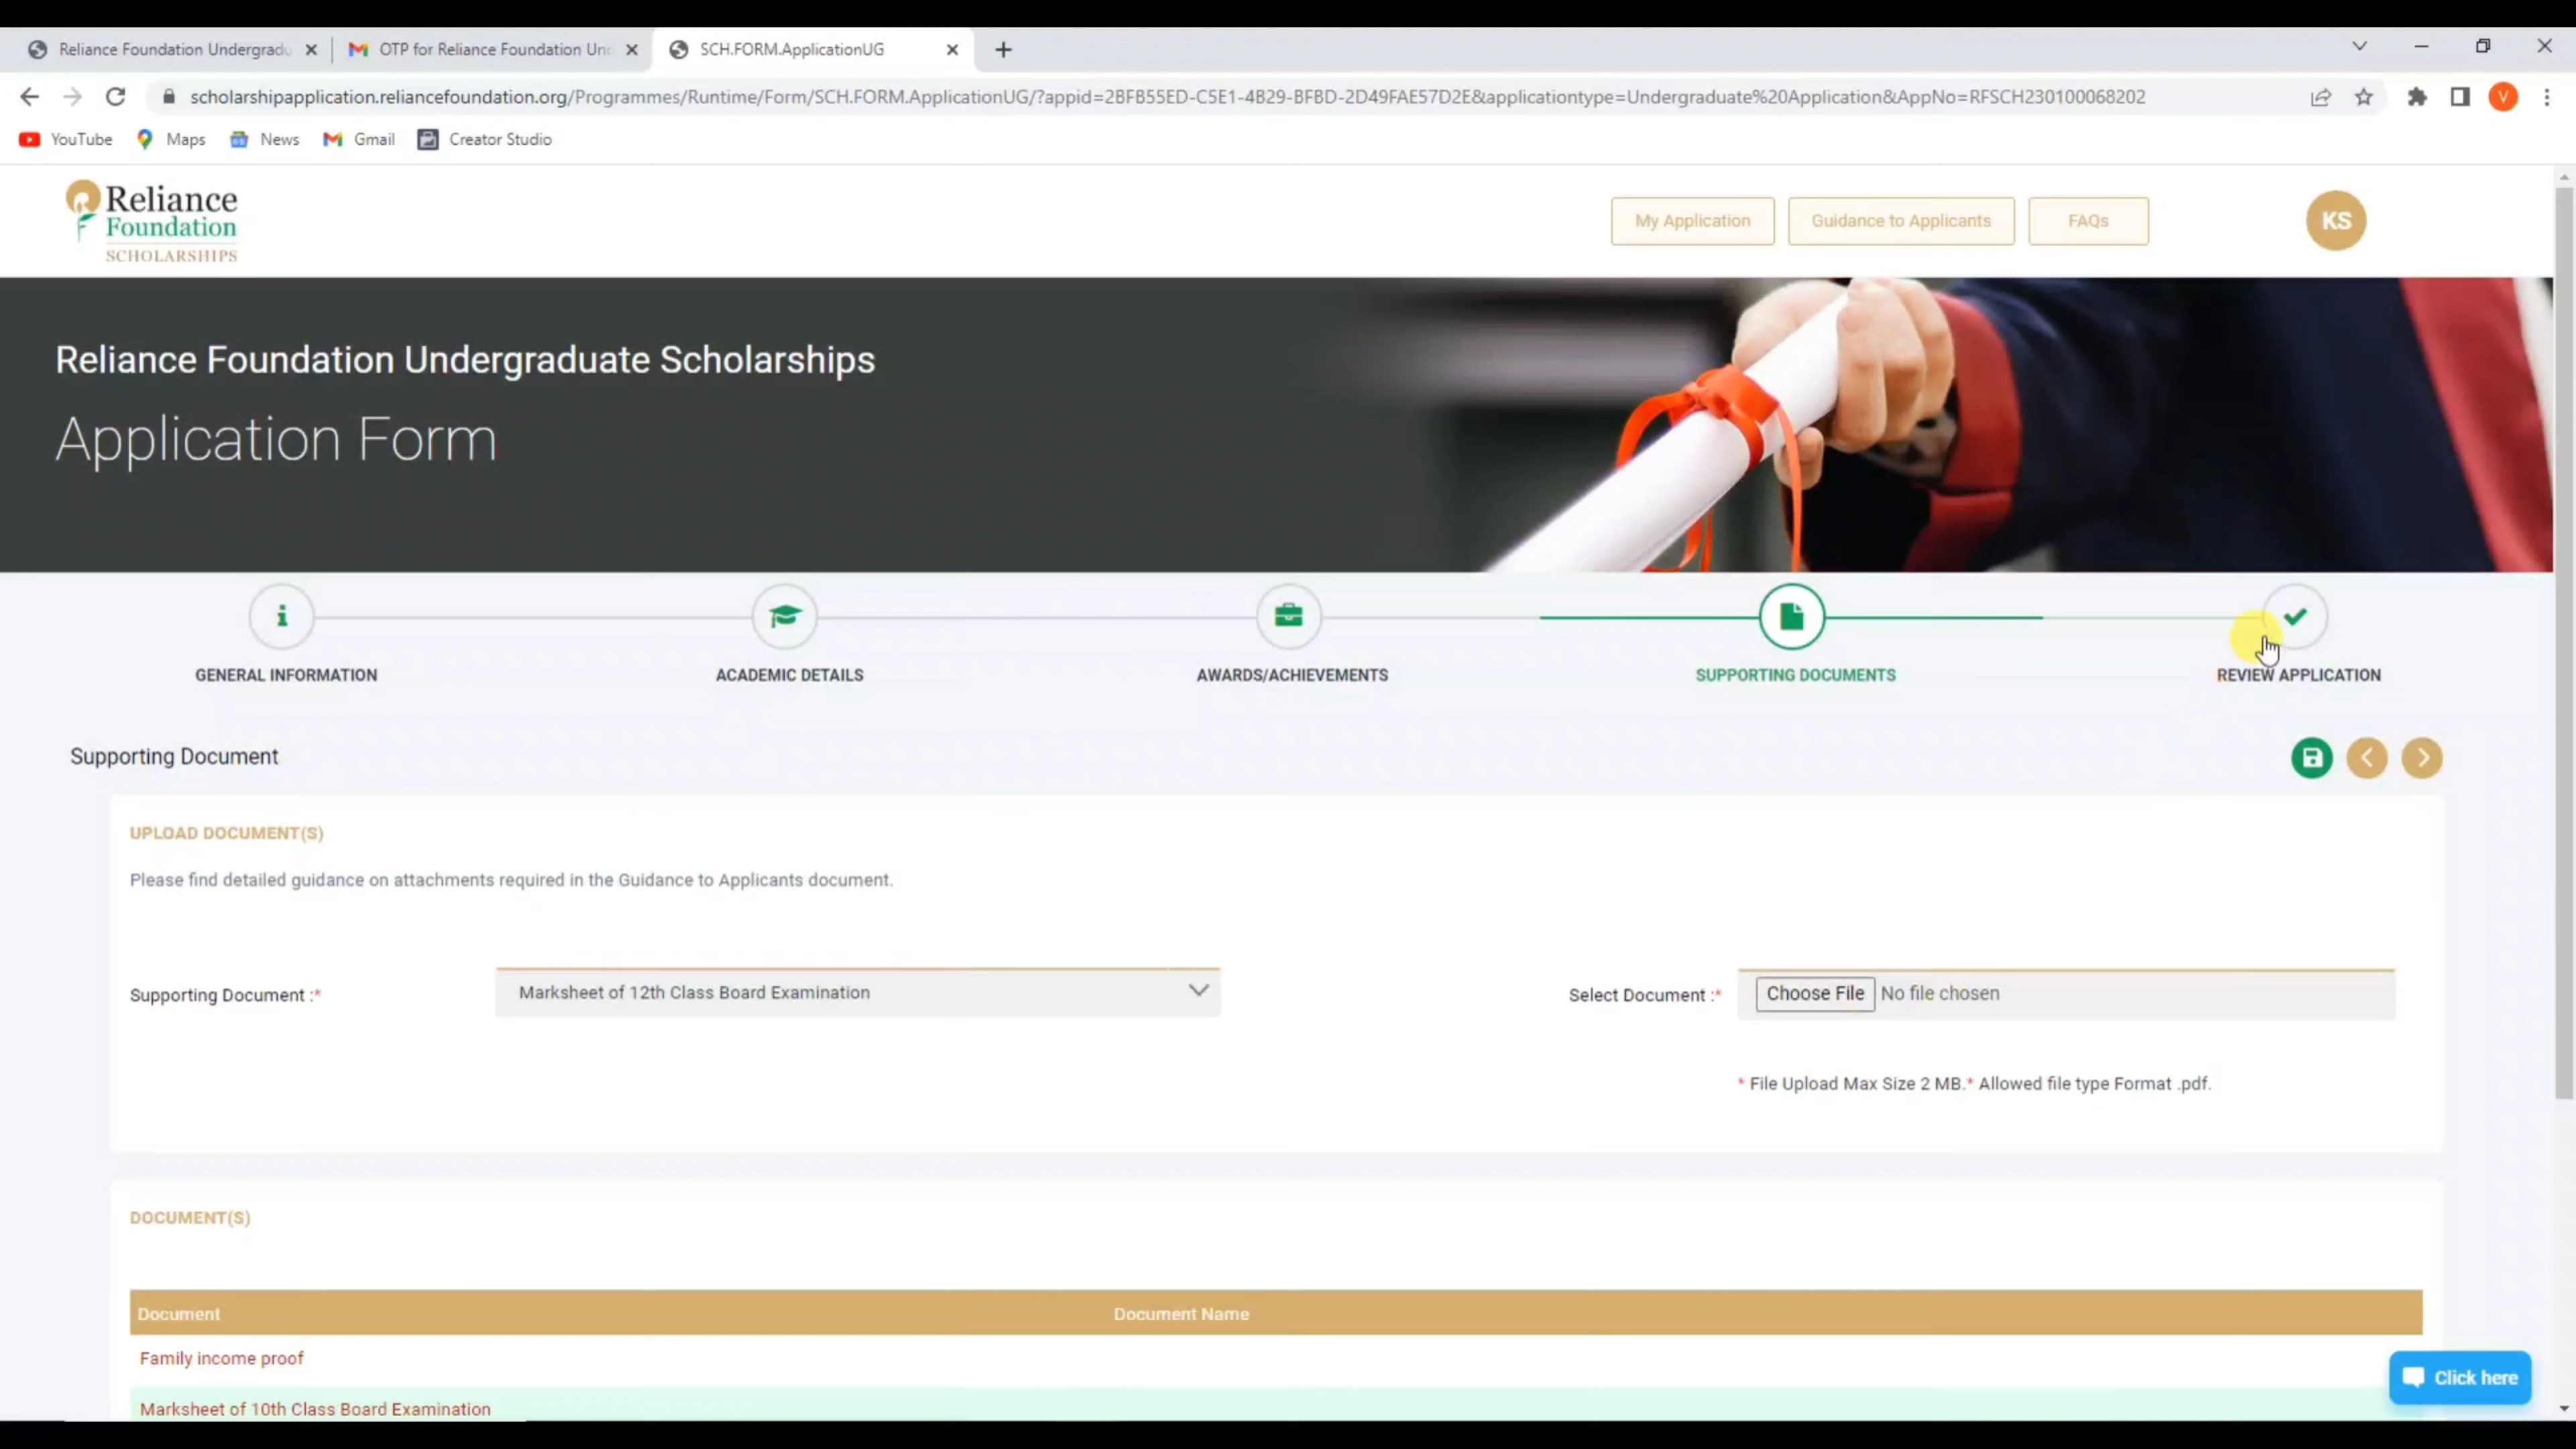 Reliance Foundation Undergradu
OTP for Reliance Foundation Und
SCH.FORM.ApplicationUG
scholarshipapplication.reliancefoundation.org/Programmes/Runtime/Form/SCH.FORM.ApplicationUG/?appid=2BFB55ED-C5E1-4B29-BFBD-2D49FAE57D2E&applicationtype=Undergraduate%20Application&AppNo=RFSCH230100068202
V
YouTube
Maps
News
Gmail
Creator Studio
Reliance
Foundation
SCHOLARSHIPS
My Application
Guidance to Applicants
FAQs
KS
Reliance Foundation Undergraduate Scholarships
Application Form
GENERAL INFORMATION
ACADEMIC DETAILS
AWARDS/ACHIEVEMENTS
SUPPORTING DOCUMENTS
REVIEW APPLICATION
Supporting Document
UPLOAD DOCUMENT(S)
Please find detailed guidance on attachments required in the Guidance to Applicants document.
Supporting Document :*
Marksheet of 12th Class Board Examination
Select Document :*
Choose File No file chosen
* File Upload Max Size 2 MB.* Allowed file type Format .pdf.
DOCUMENT(S)
Document
Document Name
Family income proof
Marksheet of 10th Class Board Examination
Click here